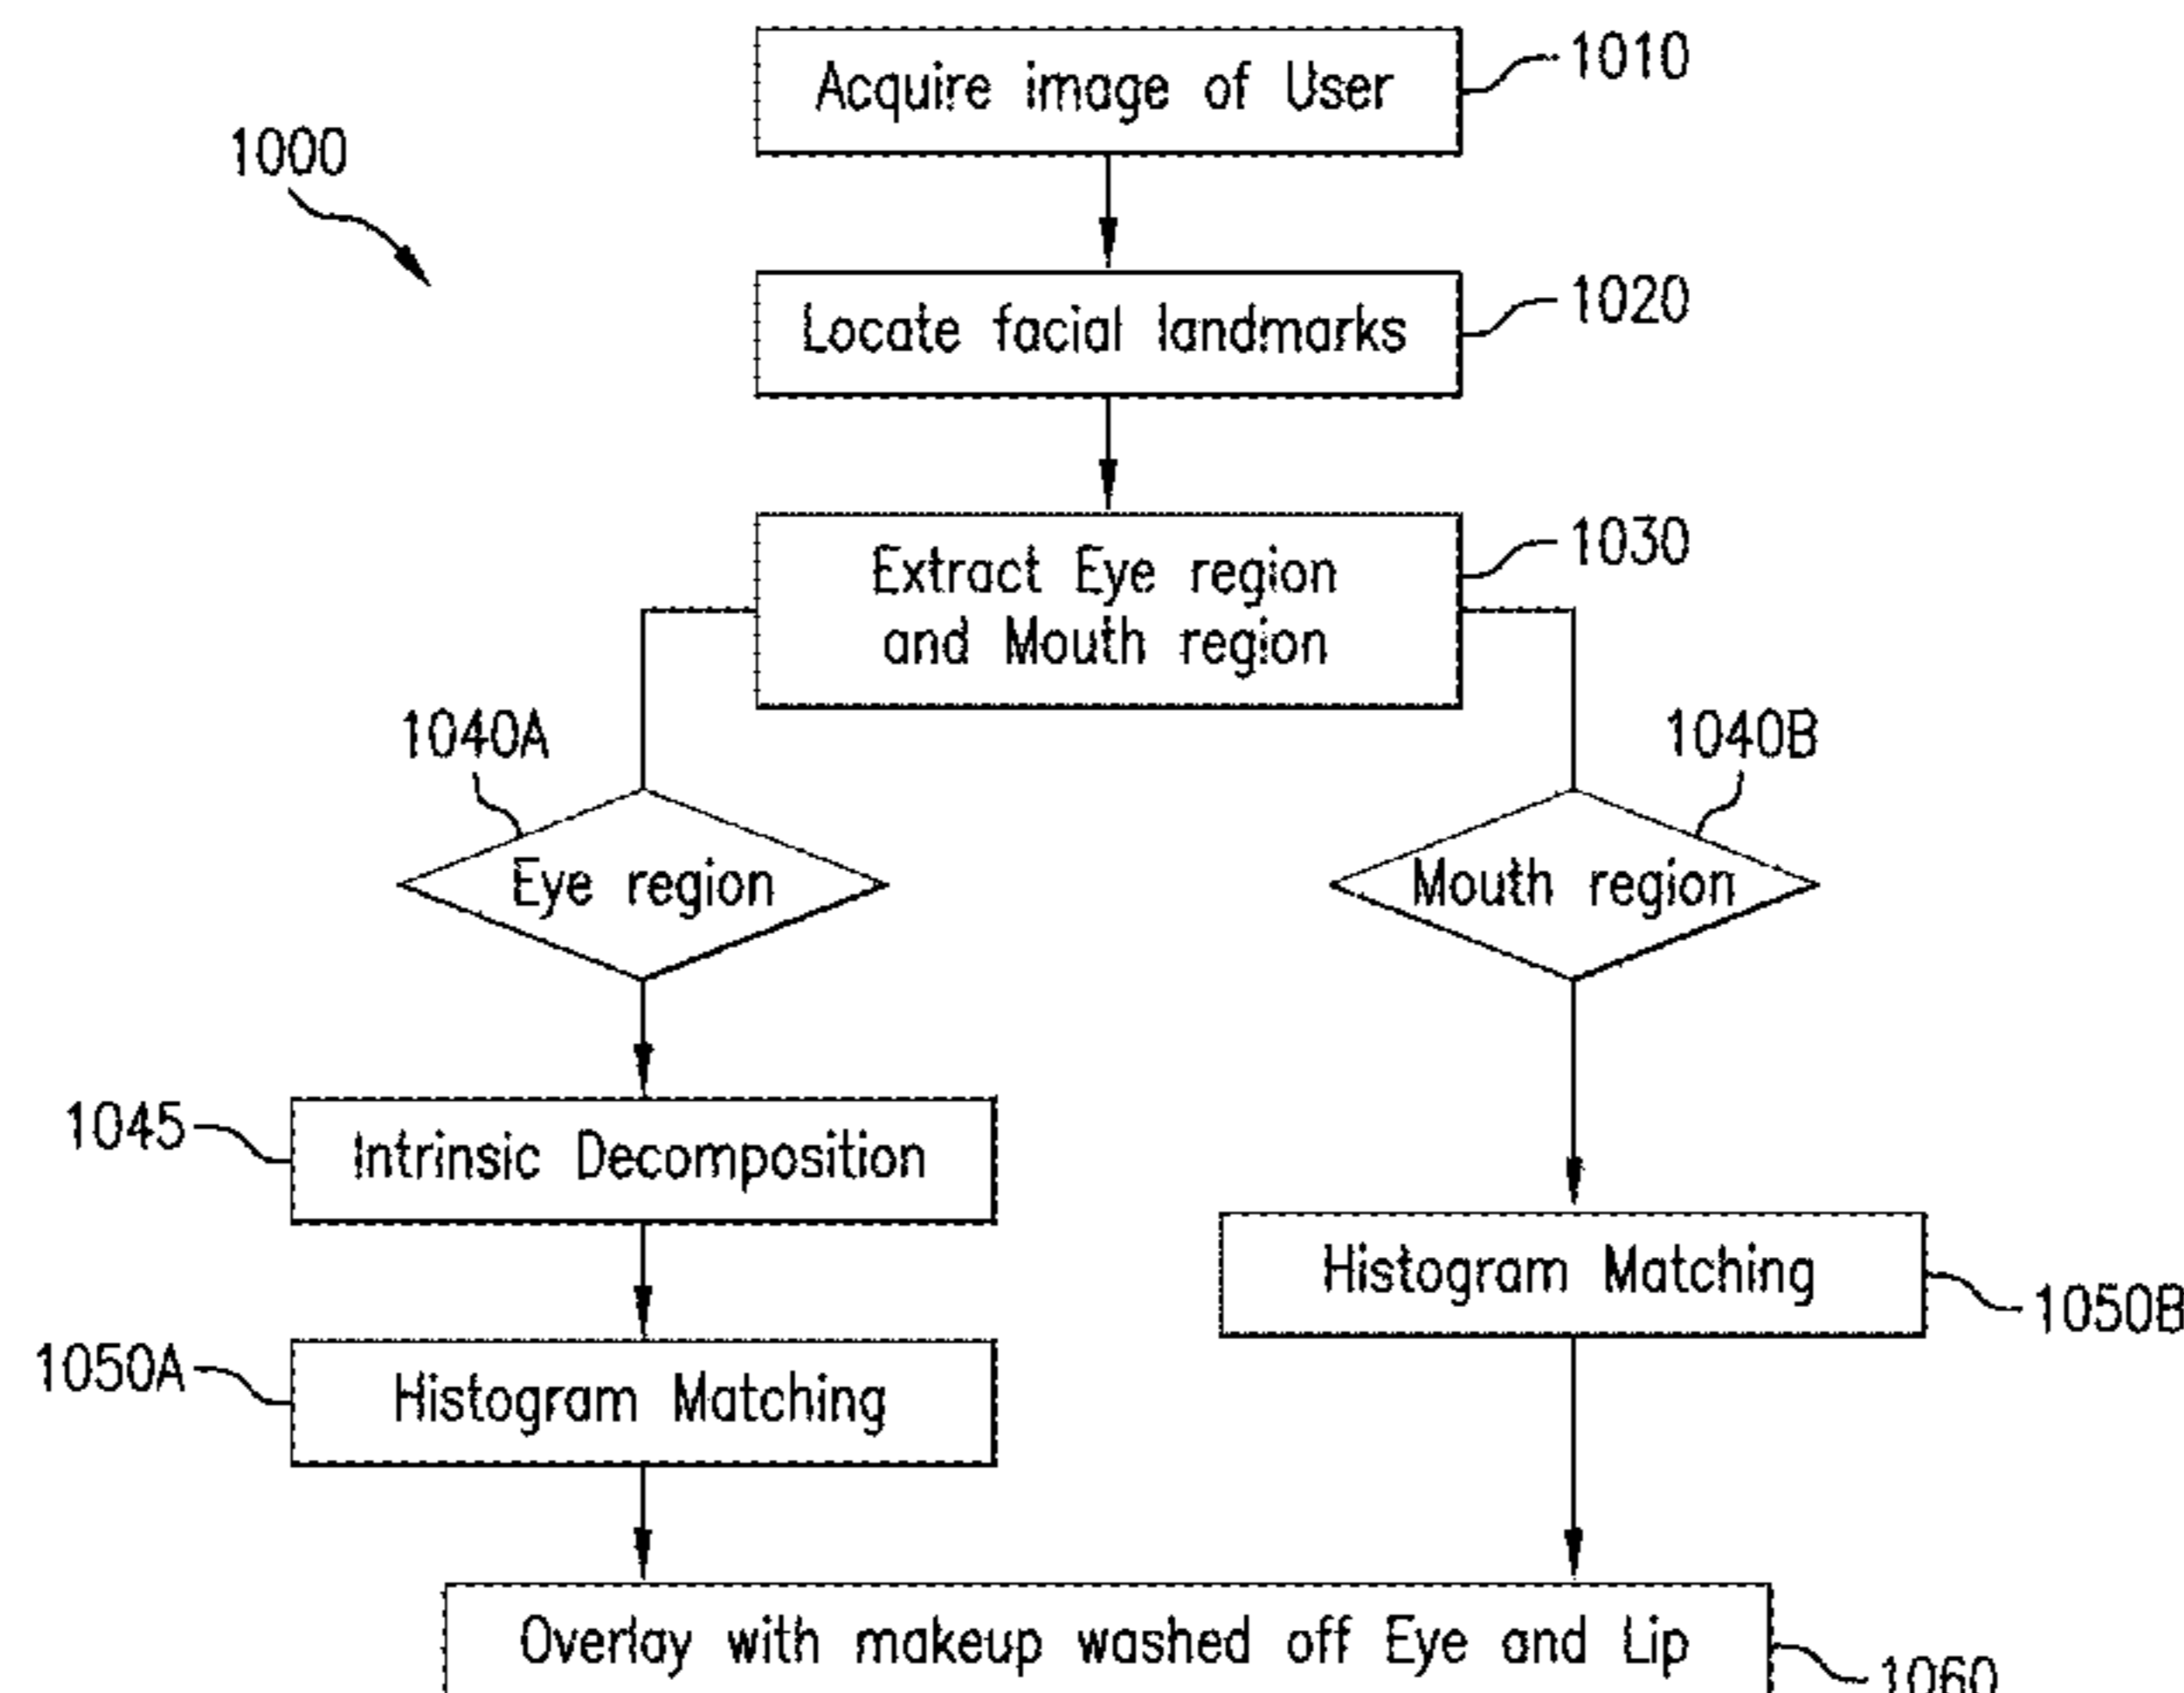 Acquire image of User
1010
1000
Locate facial landmarks
1020
Extract Eye region
and Mouth region
1030
1040A
1040B
Eye region
Mouth region
1045
Intrinsic Decomposition
Histogram Matching
1050B
1050A
Histogram Matching
Overlay with makeup washed off Eye and Lip
1060